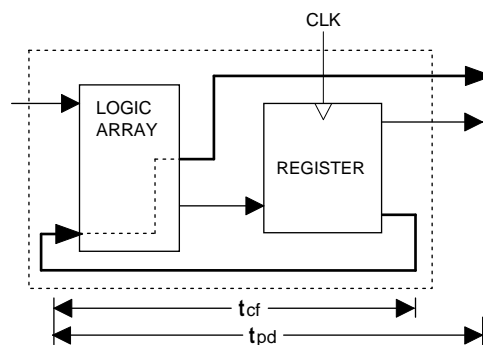 CLK
LOGIC
ARRAY
REGISTER
tcf
tpd